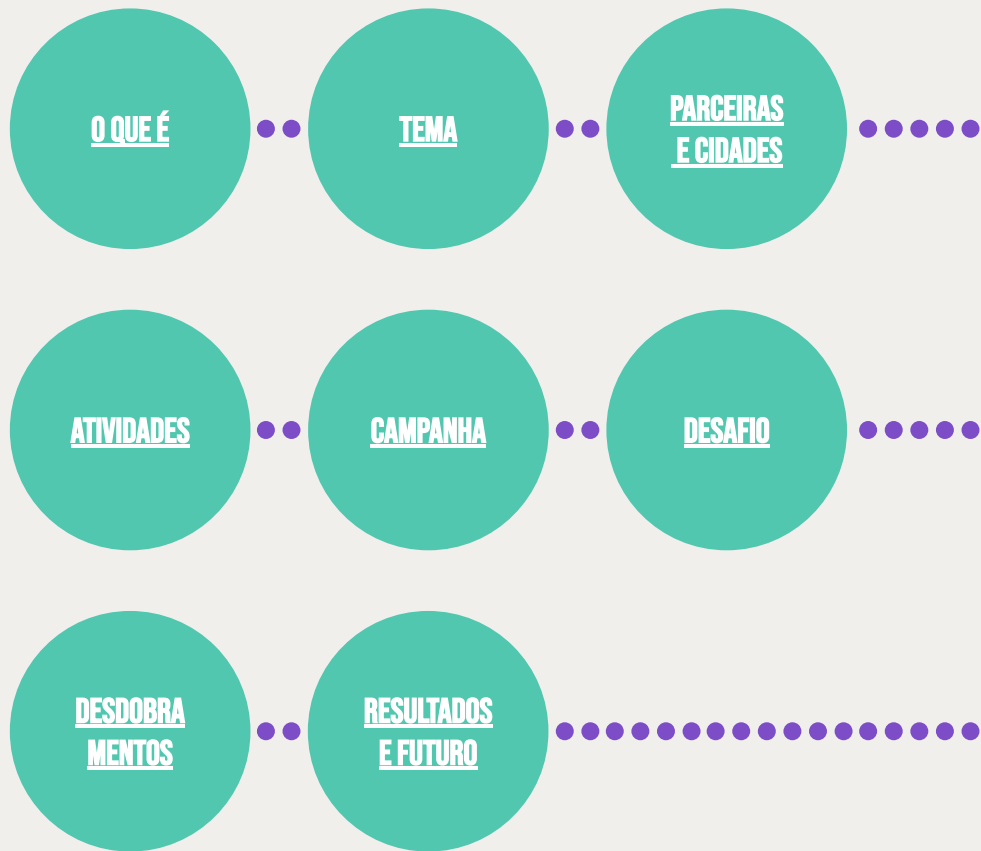 O QUE É
TEMA
PARCEIRAS
E CIDADES
ATIVIDADES
CAMPANHA
DESAFIO
DESDOBRA
MENTOS
RESULTADOS
E FUTURO